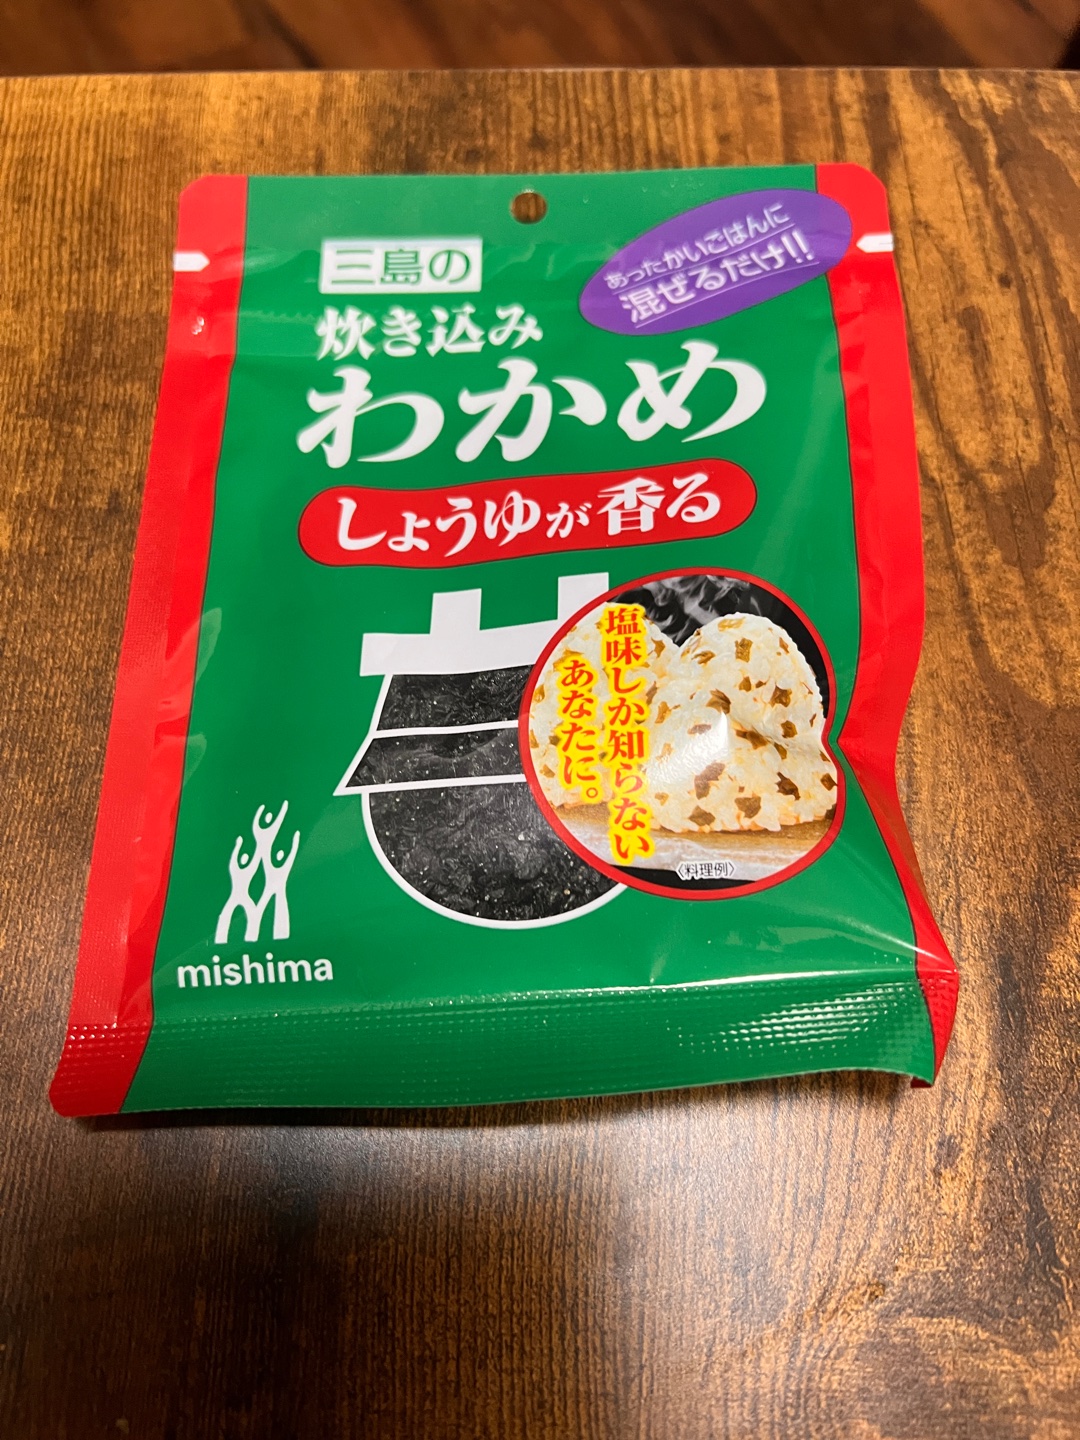 三島の
あったかいごはんに
混ぜるだけ!!
炊き込み
わかめ
しょうゆが香る
塩味しか知らない
あなたに。
〈料理例〉
mishima